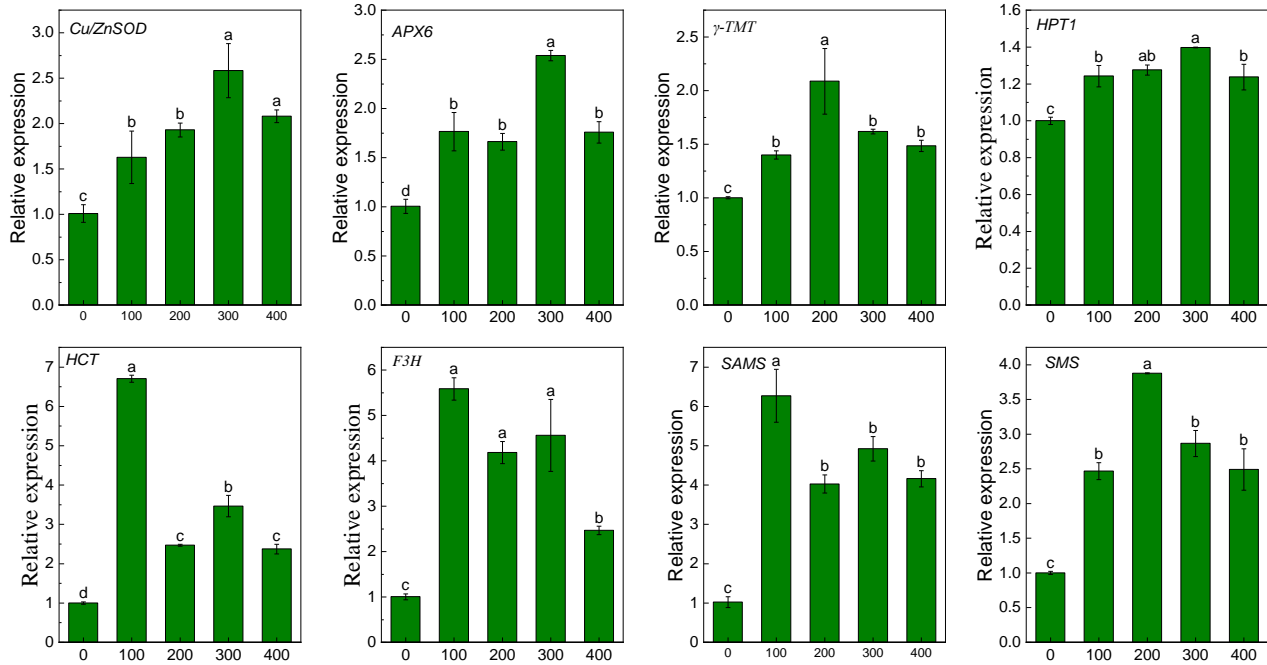 Cu/ZnSOD
Relative expression
3.0
2.5
2.0
1.5
1.0
0.5
0.0
c
b
b
a
a
0 100 200 300 400
APX6
Relative expression
3.0
2.5
2.0
1.5
1.0
0.5
0.0
d
b
b
a
b
0 100 200 300 400
γ-TMT
Relative expression
2.5
2.0
1.5
1.0
0.5
0.0
c
b
a
b
b
0 100 200 300 400
HPT1
Relative expression
1.6
1.4
1.2
1.0
0.8
0.6
0.4
0.2
0.0
c
b
ab
a
b
0 100 200 300 400
HCT
Relative expression
7
6
5
4
3
2
1
0
d
a
c
b
c
0 100 200 300 400
F3H
Relative expression
6
5
4
3
2
1
0
c
a
a
a
b
0 100 200 300 400
SAMS
Relative expression
7
6
5
4
3
2
1
0
c
a
b
b
b
0 100 200 300 400
SMS
Relative expression
4.0
3.5
3.0
2.5
2.0
1.5
1.0
0.5
0.0
c
b
a
b
b
0 100 200 300 400